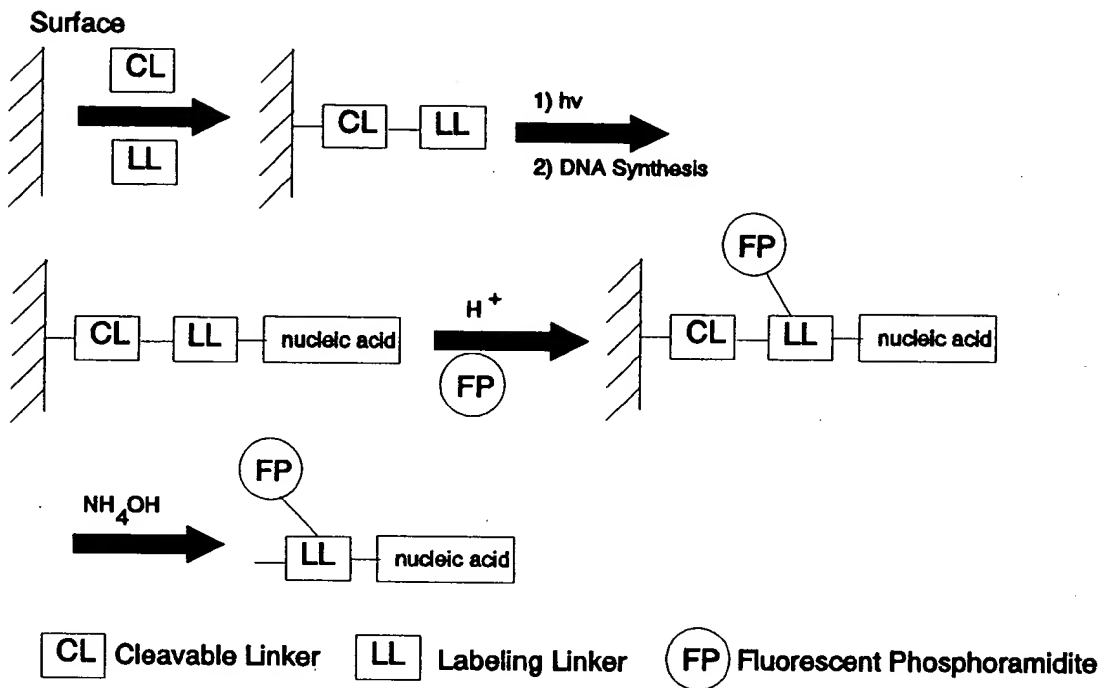 Surface
CL
LL
CL LL
1) hv
2) DNA Synthesis
CL LL nucleic acid
H+
FP
FP
CL LL nucleic acid
NH4OH
FP
LL nucleic acid
CL Cleavable Linker LL Labeling Linker FP Fluorescent Phosphoramidite